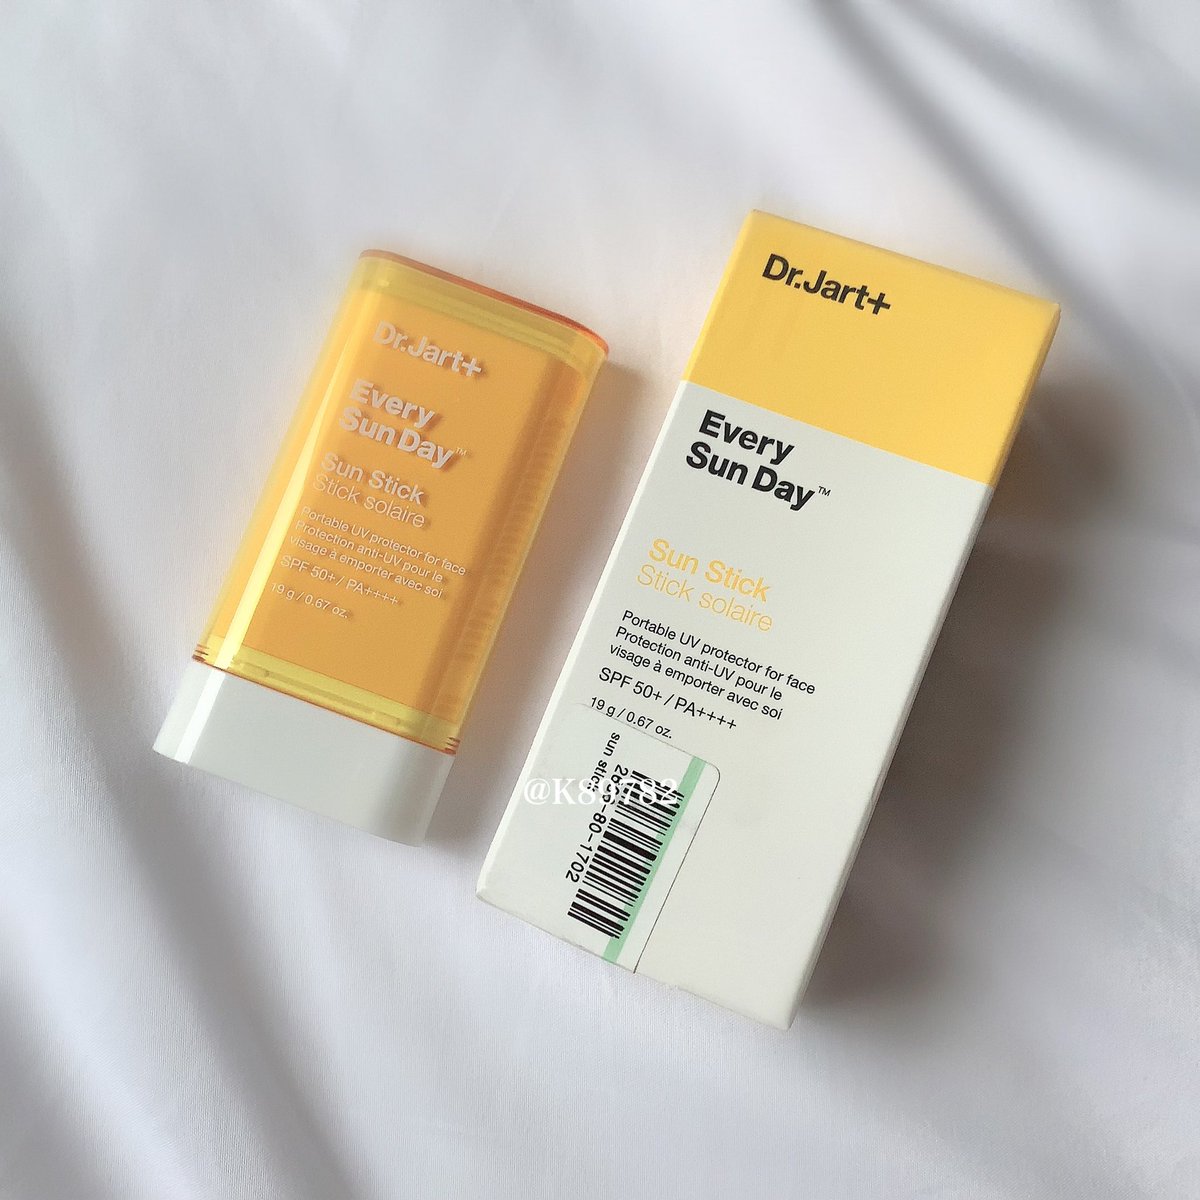 Dr.Jart+
Every
Sun Day™
Sun Stick
Stick solaire
Portable UV protector for face
Protection anti-UV pour le
visage à emporter avec soi
SPF 50+ / PA++++
19 g / 0.67 oz.
Dr.Jart+
Every
Sun Day™
Sun Stick
Stick solaire
Portable UV protector for face
Protection anti-UV pour le
visage à emporter avec soi
SPF 50+ / PA++++
19 g / 0.67 oz.
sun
@K89782